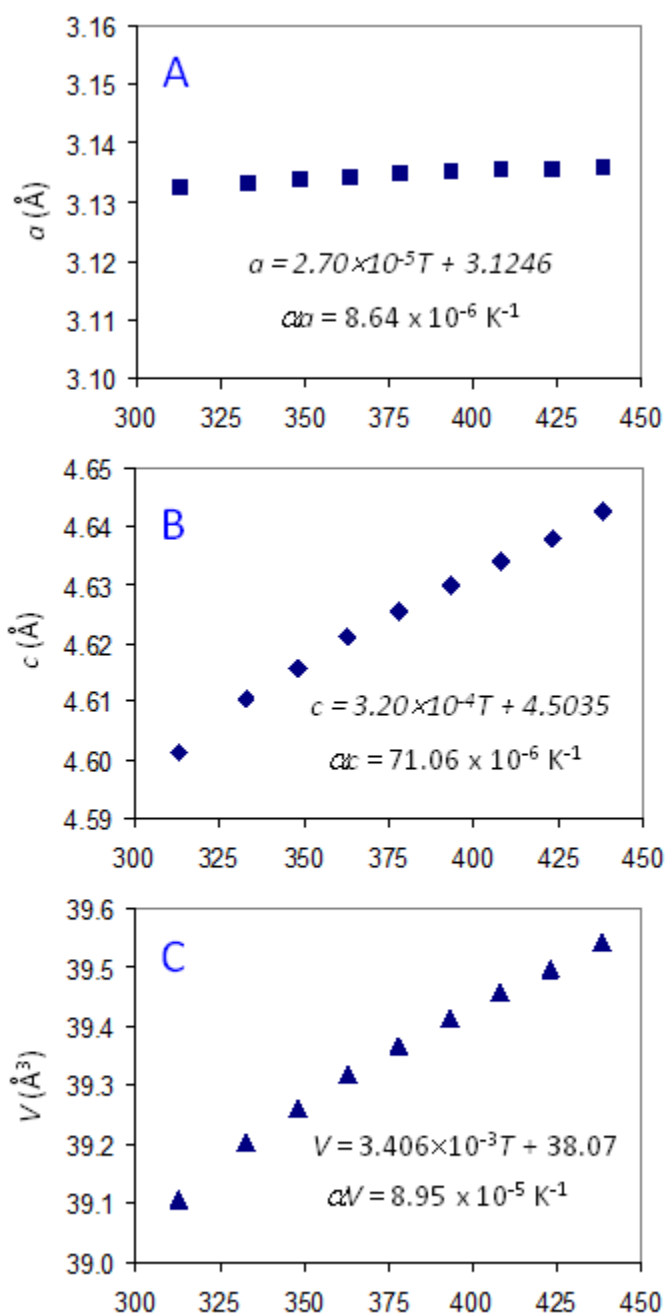 3.16
A
3.15
3.14
3.13
3.12
3.11
3.10
a (Å)
a = 2.70×10⁻⁵T + 3.1246
αa = 8.64 x 10⁻⁶ K⁻¹
300 325 350 375 400 425 450
4.65
B
4.64
4.63
4.62
4.61
4.60
4.59
c (Å)
c = 3.20×10⁻⁴T + 4.5035
αc = 71.06 x 10⁻⁶ K⁻¹
300 325 350 375 400 425 450
39.6
C
39.5
39.4
39.3
39.2
39.1
39.0
V (Å³)
V = 3.406×10⁻³T + 38.07
αV = 8.95 x 10⁻⁵ K⁻¹
300 325 350 375 400 425 450